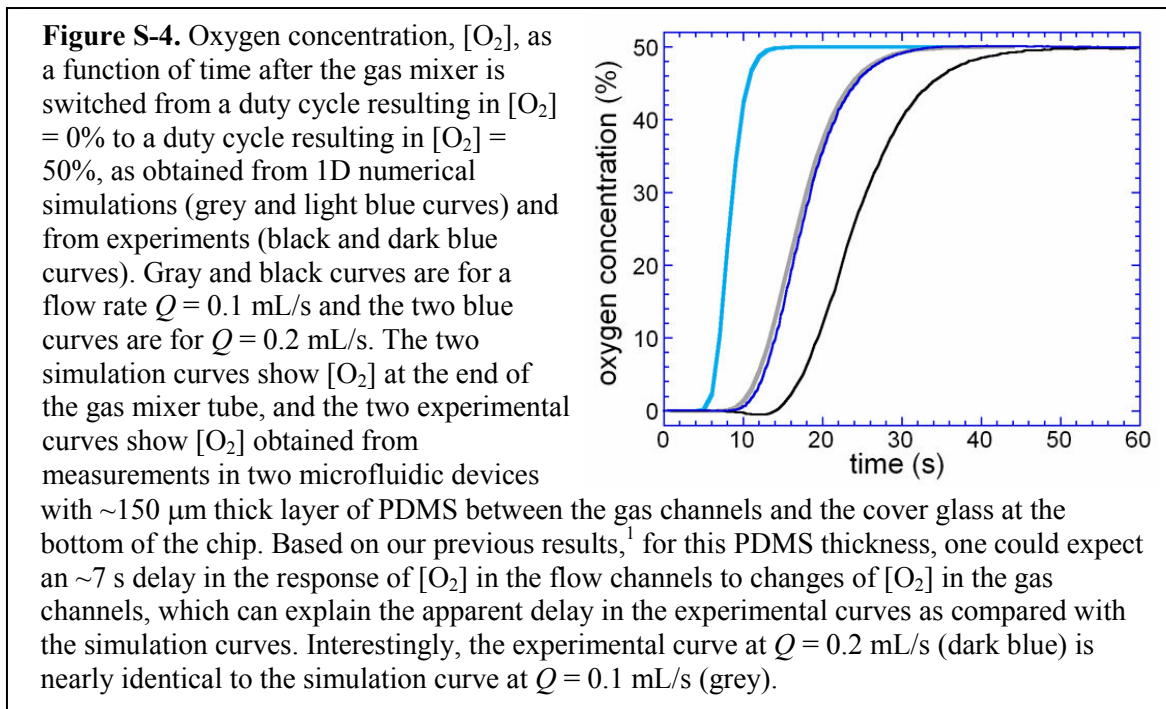 Figure S-4. Oxygen concentration, [O₂], as
a function of time after the gas mixer is
switched from a duty cycle resulting in [O₂]
= 0% to a duty cycle resulting in [O₂] =
50%, as obtained from 1D numerical
simulations (grey and light blue curves) and
from experiments (black and dark blue
curves). Gray and black curves are for a
flow rate Q = 0.1 mL/s and the two blue
curves are for Q = 0.2 mL/s. The two
simulation curves show [O₂] at the end of
the gas mixer tube, and the two experimental
curves show [O₂] obtained from
measurements in two microfluidic devices
with ~150 μm thick layer of PDMS between the gas channels and the cover glass at the
bottom of the chip. Based on our previous results,¹ for this PDMS thickness, one could expect
an ~7 s delay in the response of [O₂] in the flow channels to changes of [O₂] in the gas
channels, which can explain the apparent delay in the experimental curves as compared with
the simulation curves. Interestingly, the experimental curve at Q = 0.2 mL/s (dark blue) is
nearly identical to the simulation curve at Q = 0.1 mL/s (grey).
oxygen concentration (%)
50
40
30
20
10
0
0 10 20 30 40 50 60
time (s)